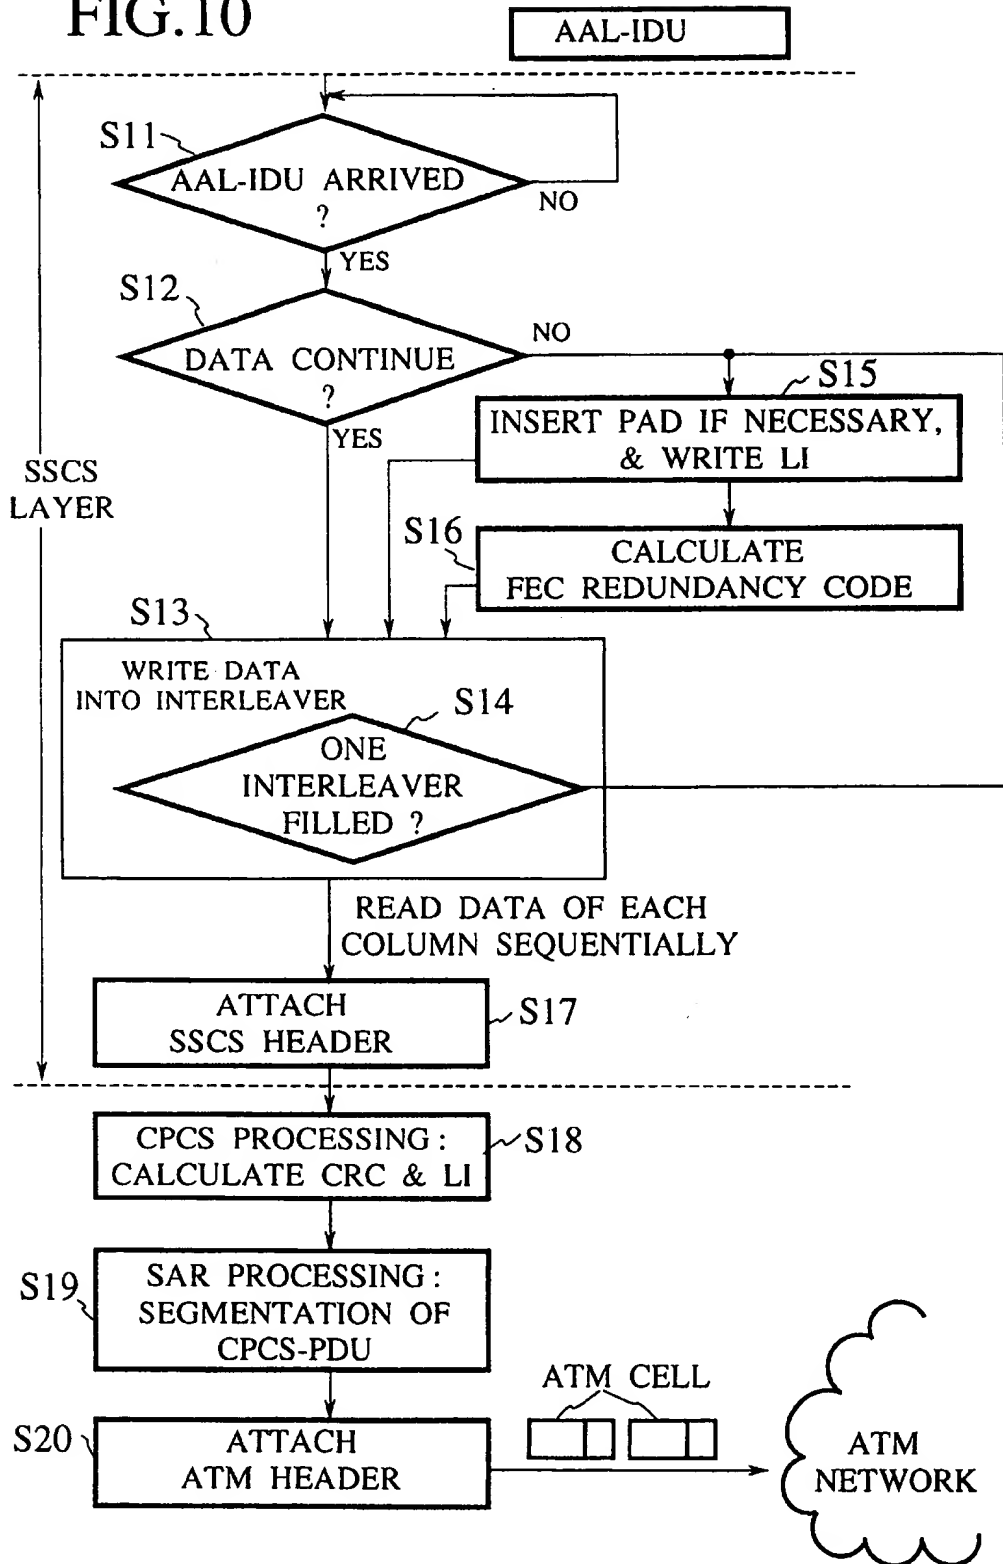 FIG.10
AAL-IDU
S11
AAL-IDU ARRIVED
?
NO
YES
S12
DATA CONTINUE
?
NO
YES
S15
INSERT PAD IF NECESSARY,
& WRITE LI
SSCS
LAYER
S16
CALCULATE
FEC REDUNDANCY CODE
S13
WRITE DATA
INTO INTERLEAVER
S14
ONE
INTERLEAVER
FILLED ?
READ DATA OF EACH
COLUMN SEQUENTIALLY
ATTACH
SSCS HEADER
S17
CPCS PROCESSING :
CALCULATE CRC & LI
S18
S19
SAR PROCESSING :
SEGMENTATION OF
CPCS-PDU
ATM CELL
S20
ATTACH
ATM HEADER
ATM
NETWORK